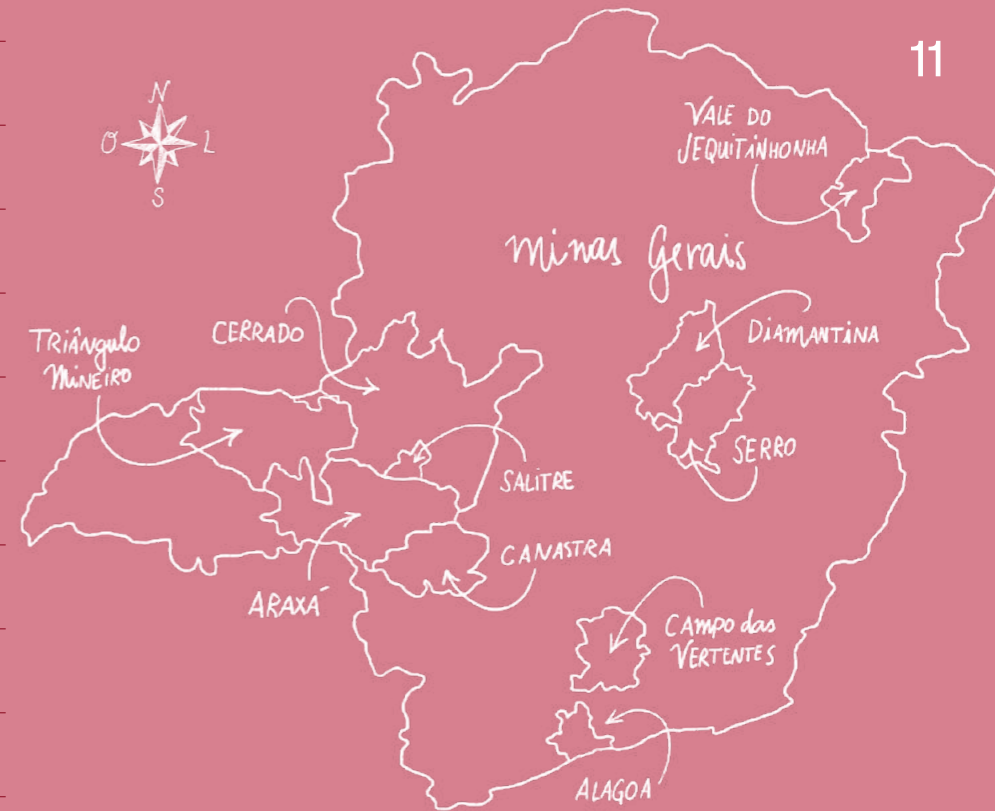 11
N
O L
S
VALE DO
JEQUITINHONHA
Minas Gerais
DIAMANTINA
CERRADO
TRIÂNGULO
MINEIRO
SERRO
SALITRE
CANASTRA
ARAXÁ
CAMPO das
VERTENTES
ALAGOA